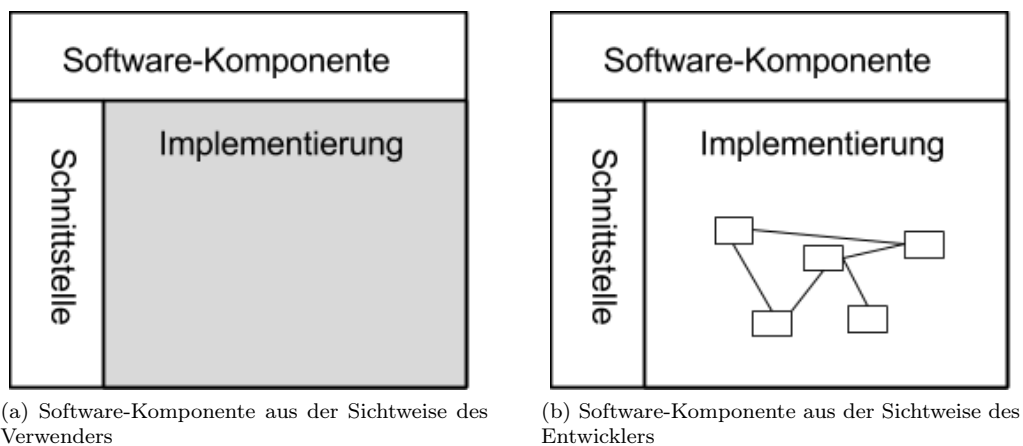 Software-Komponente
Implementierung
Schnittstelle
(a) Software-Komponente aus der Sichtweise des
Verwenders
Software-Komponente
Implementierung
Schnittstelle
(b) Software-Komponente aus der Sichtweise des
Entwicklers